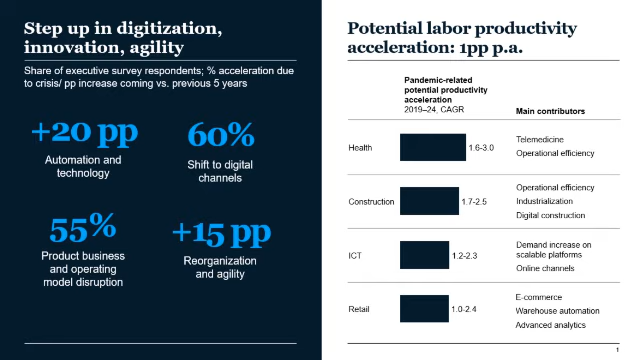 Step up in digitization,
innovation, agility
Share of executive survey respondents; % acceleration due
to crisis/ pp increase coming vs. previous 5 years
+20 pp
Automation and
technology
60%
Shift to digital
channels
55%
Product business
and operating
model disruption
+15 pp
Reorganization
and agility
Potential labor productivity
acceleration: 1pp p.a.
Pandemic-related
potential productivity
acceleration
2019–24, CAGR
Main contributors
Health
1.6-3.0
Telemedicine
Operational efficiency
Construction
1.7-2.5
Operational efficiency
Industrialization
Digital construction
ICT
1.2-2.3
Demand increase on
scalable platforms
Online channels
Retail
1.0-2.4
E-commerce
Warehouse automation
Advanced analytics
1